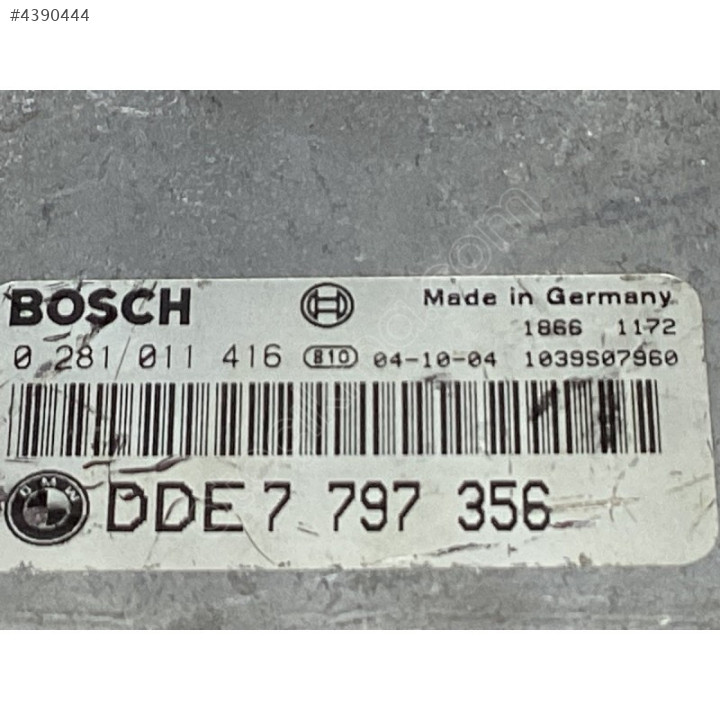 #4390444
BOSCH Made in Germany
1866 1172
0 281 011 416 810 04-10-04 1039S07960
BMW DDE 7 797 356